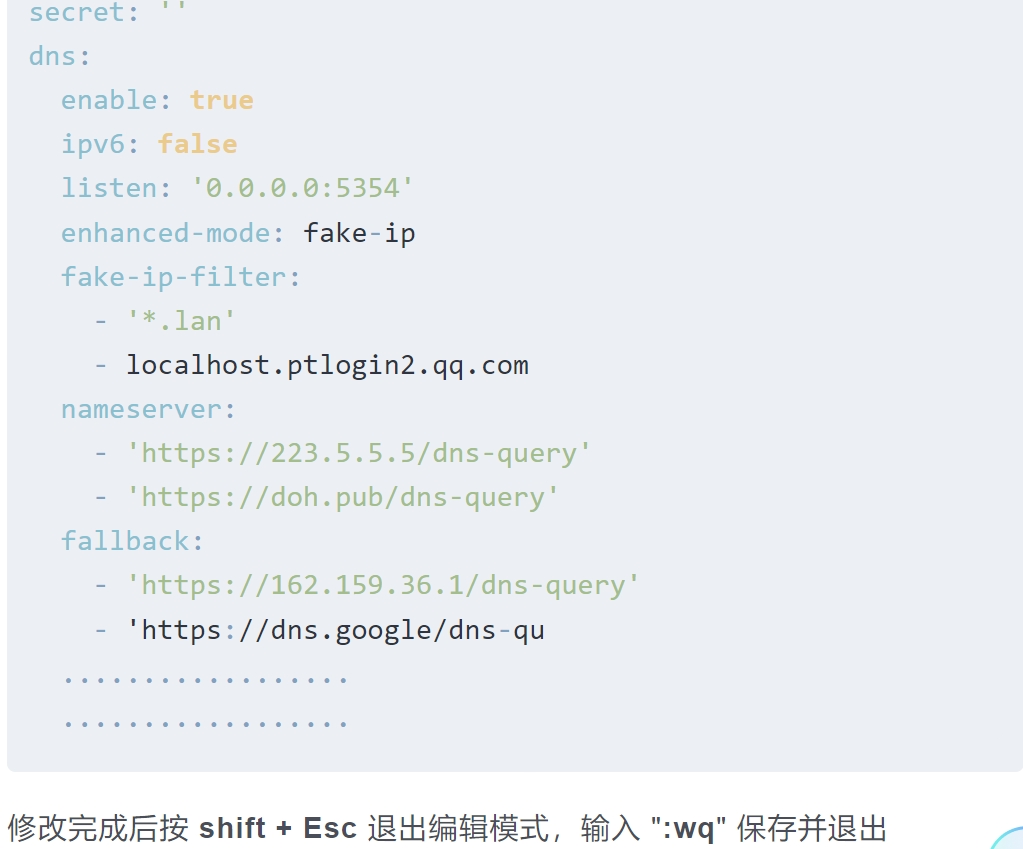 secret: ''
dns:
  enable: true
  ipv6: false
  listen: '0.0.0.0:5354'
  enhanced-mode: fake-ip
  fake-ip-filter:
    - '*.lan'
    - localhost.ptlogin2.qq.com
  nameserver:
    - 'https://223.5.5.5/dns-query'
    - 'https://doh.pub/dns-query'
  fallback:
    - 'https://162.159.36.1/dns-query'
    - 'https://dns.google/dns-qu
  ..................
  ..................
修改完成后按 shift + Esc 退出编辑模式，输入 ":wq" 保存并退出